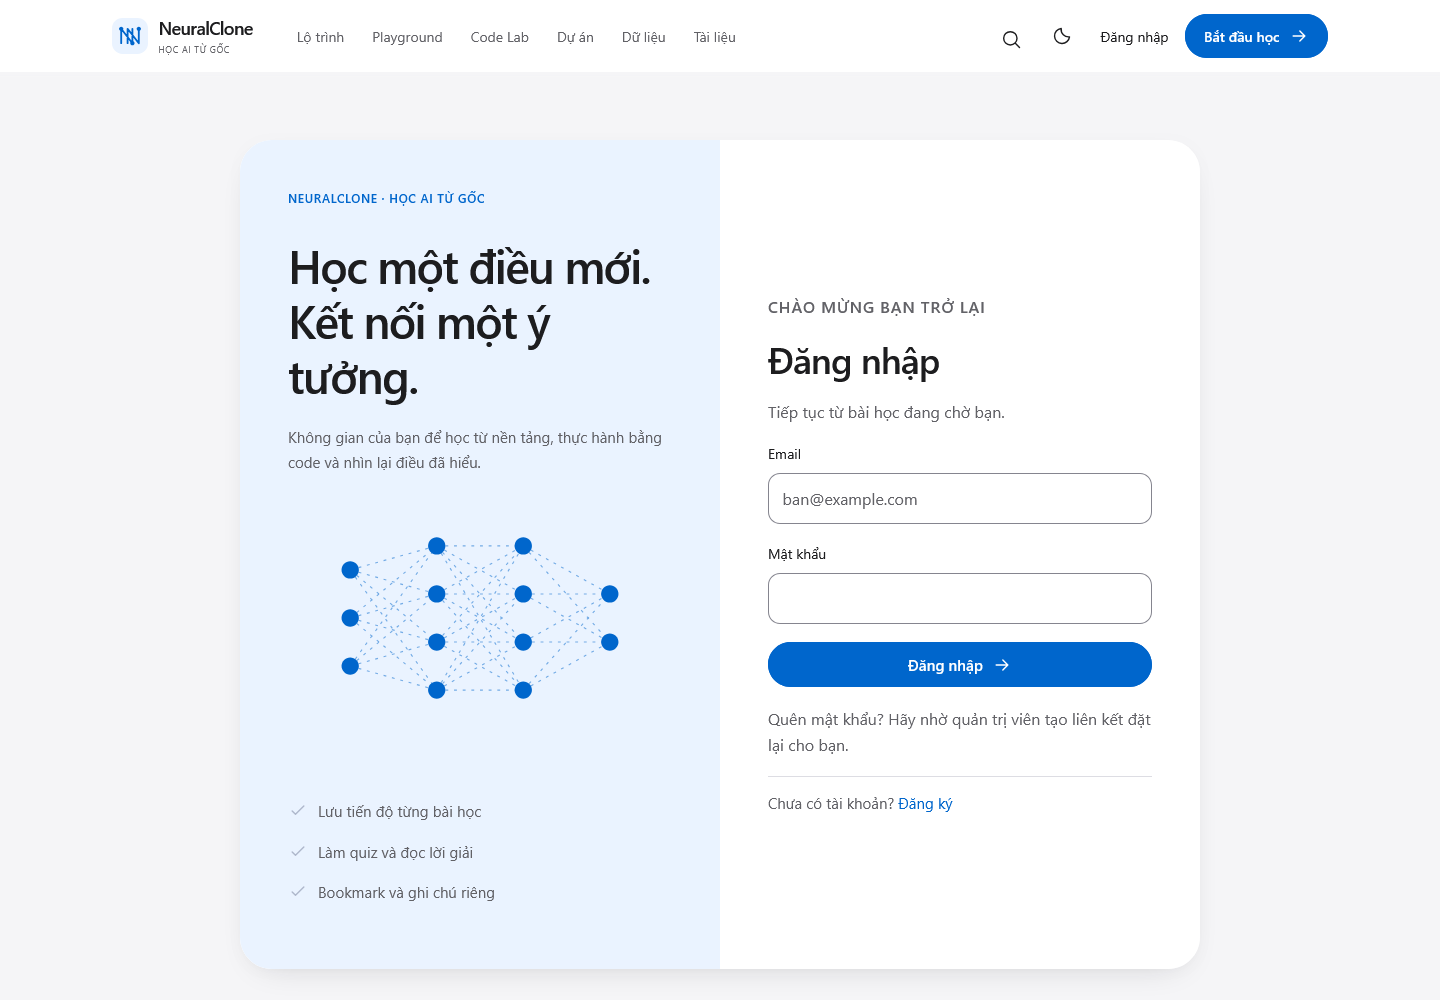 NeuralClone
HỌC AI TỪ GỐC
Lộ trình
Playground
Code Lab
Dự án
Dữ liệu
Tài liệu
Đăng nhập
Bắt đầu học
NEURALCLONE · HỌC AI TỪ GỐC
Học một điều mới.
Kết nối một ý
tưởng.
Không gian của bạn để học từ nền tảng, thực hành bằng
code và nhìn lại điều đã hiểu.
Lưu tiến độ từng bài học
Làm quiz và đọc lời giải
Bookmark và ghi chú riêng
CHÀO MỪNG BẠN TRỞ LẠI
Đăng nhập
Tiếp tục từ bài học đang chờ bạn.
Email
ban@example.com
Mật khẩu
Đăng nhập
Quên mật khẩu? Hãy nhờ quản trị viên tạo liên kết đặt
lại cho bạn.
Chưa có tài khoản? Đăng ký